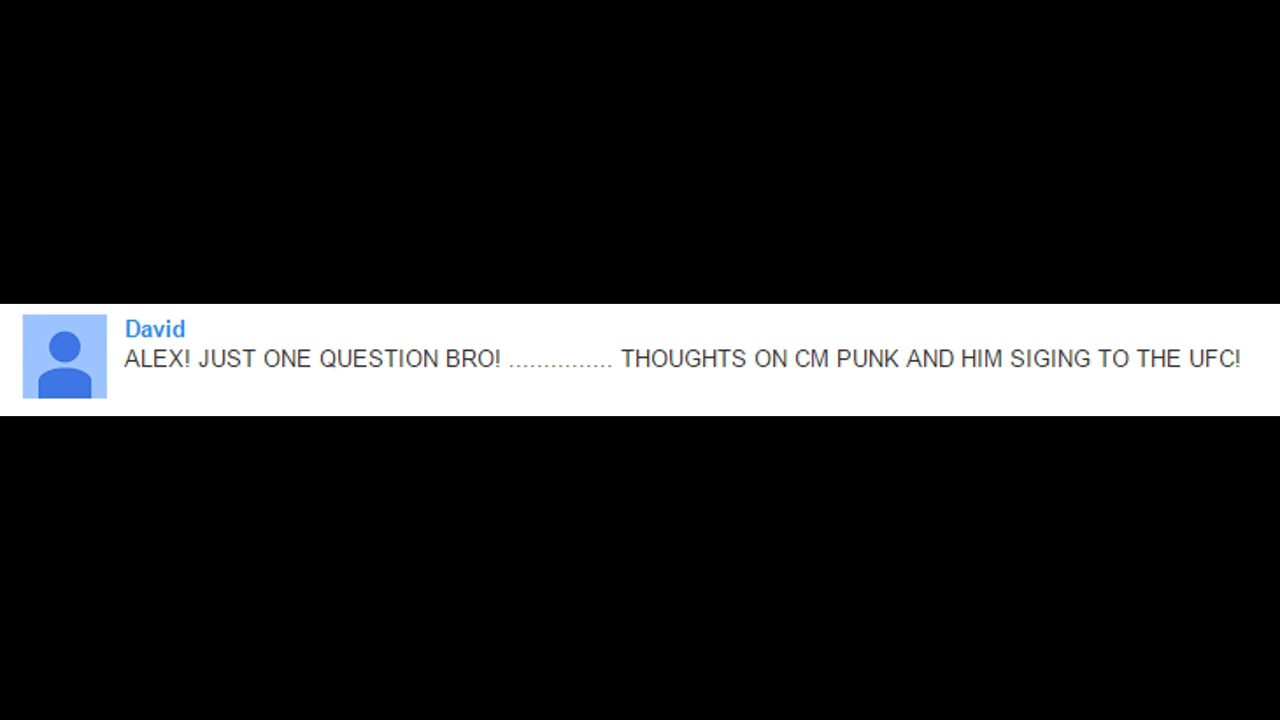 David
ALEX! JUST ONE QUESTION BRO! ............... THOUGHTS ON CM PUNK AND HIM SIGING TO THE UFC!